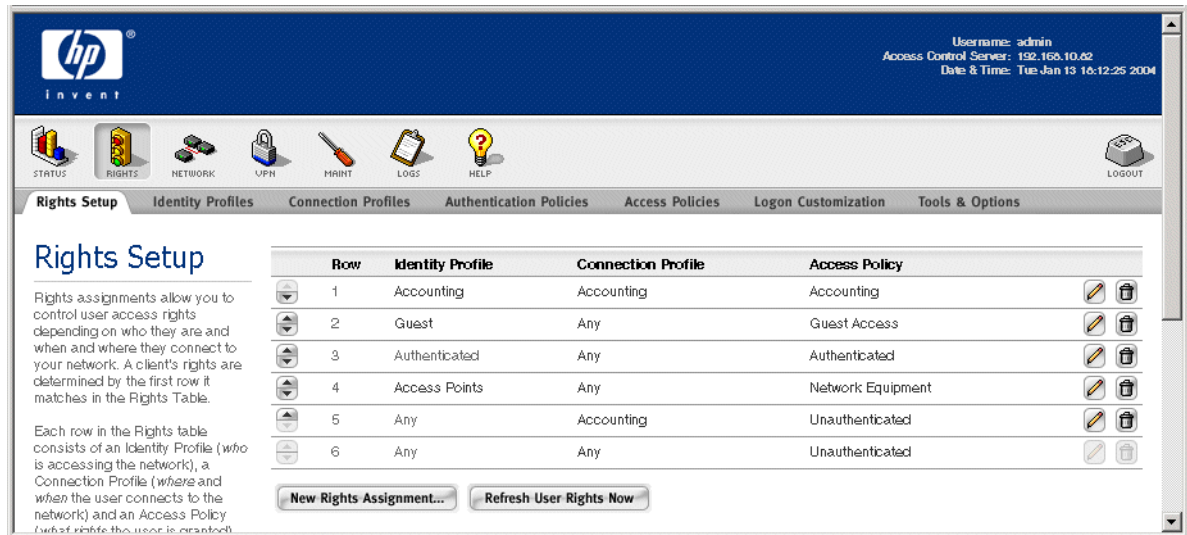 hp ®
invent
Username: admin
Access Control Server: 192.168.10.82
Date & Time: Tue Jan 13 16:12:25 2004
STATUS RIGHTS NETWORK VPN MAINT LOGS HELP LOGOUT
Rights Setup Identity Profiles Connection Profiles Authentication Policies Access Policies Logon Customization Tools & Options
Rights Setup
Rights assignments allow you to
control user access rights
depending on who they are and
when and where they connect to
your network. A client's rights are
determined by the first row it
matches in the Rights Table.
Each row in the Rights table
consists of an Identity Profile (who
is accessing the network), a
Connection Profile (where and
when the user connects to the
network) and an Access Policy
(what rights the user is granted)
Row Identity Profile Connection Profile Access Policy
1 Accounting Accounting Accounting
2 Guest Any Guest Access
3 Authenticated Any Authenticated
4 Access Points Any Network Equipment
5 Any Accounting Unauthenticated
6 Any Any Unauthenticated
New Rights Assignment... Refresh User Rights Now